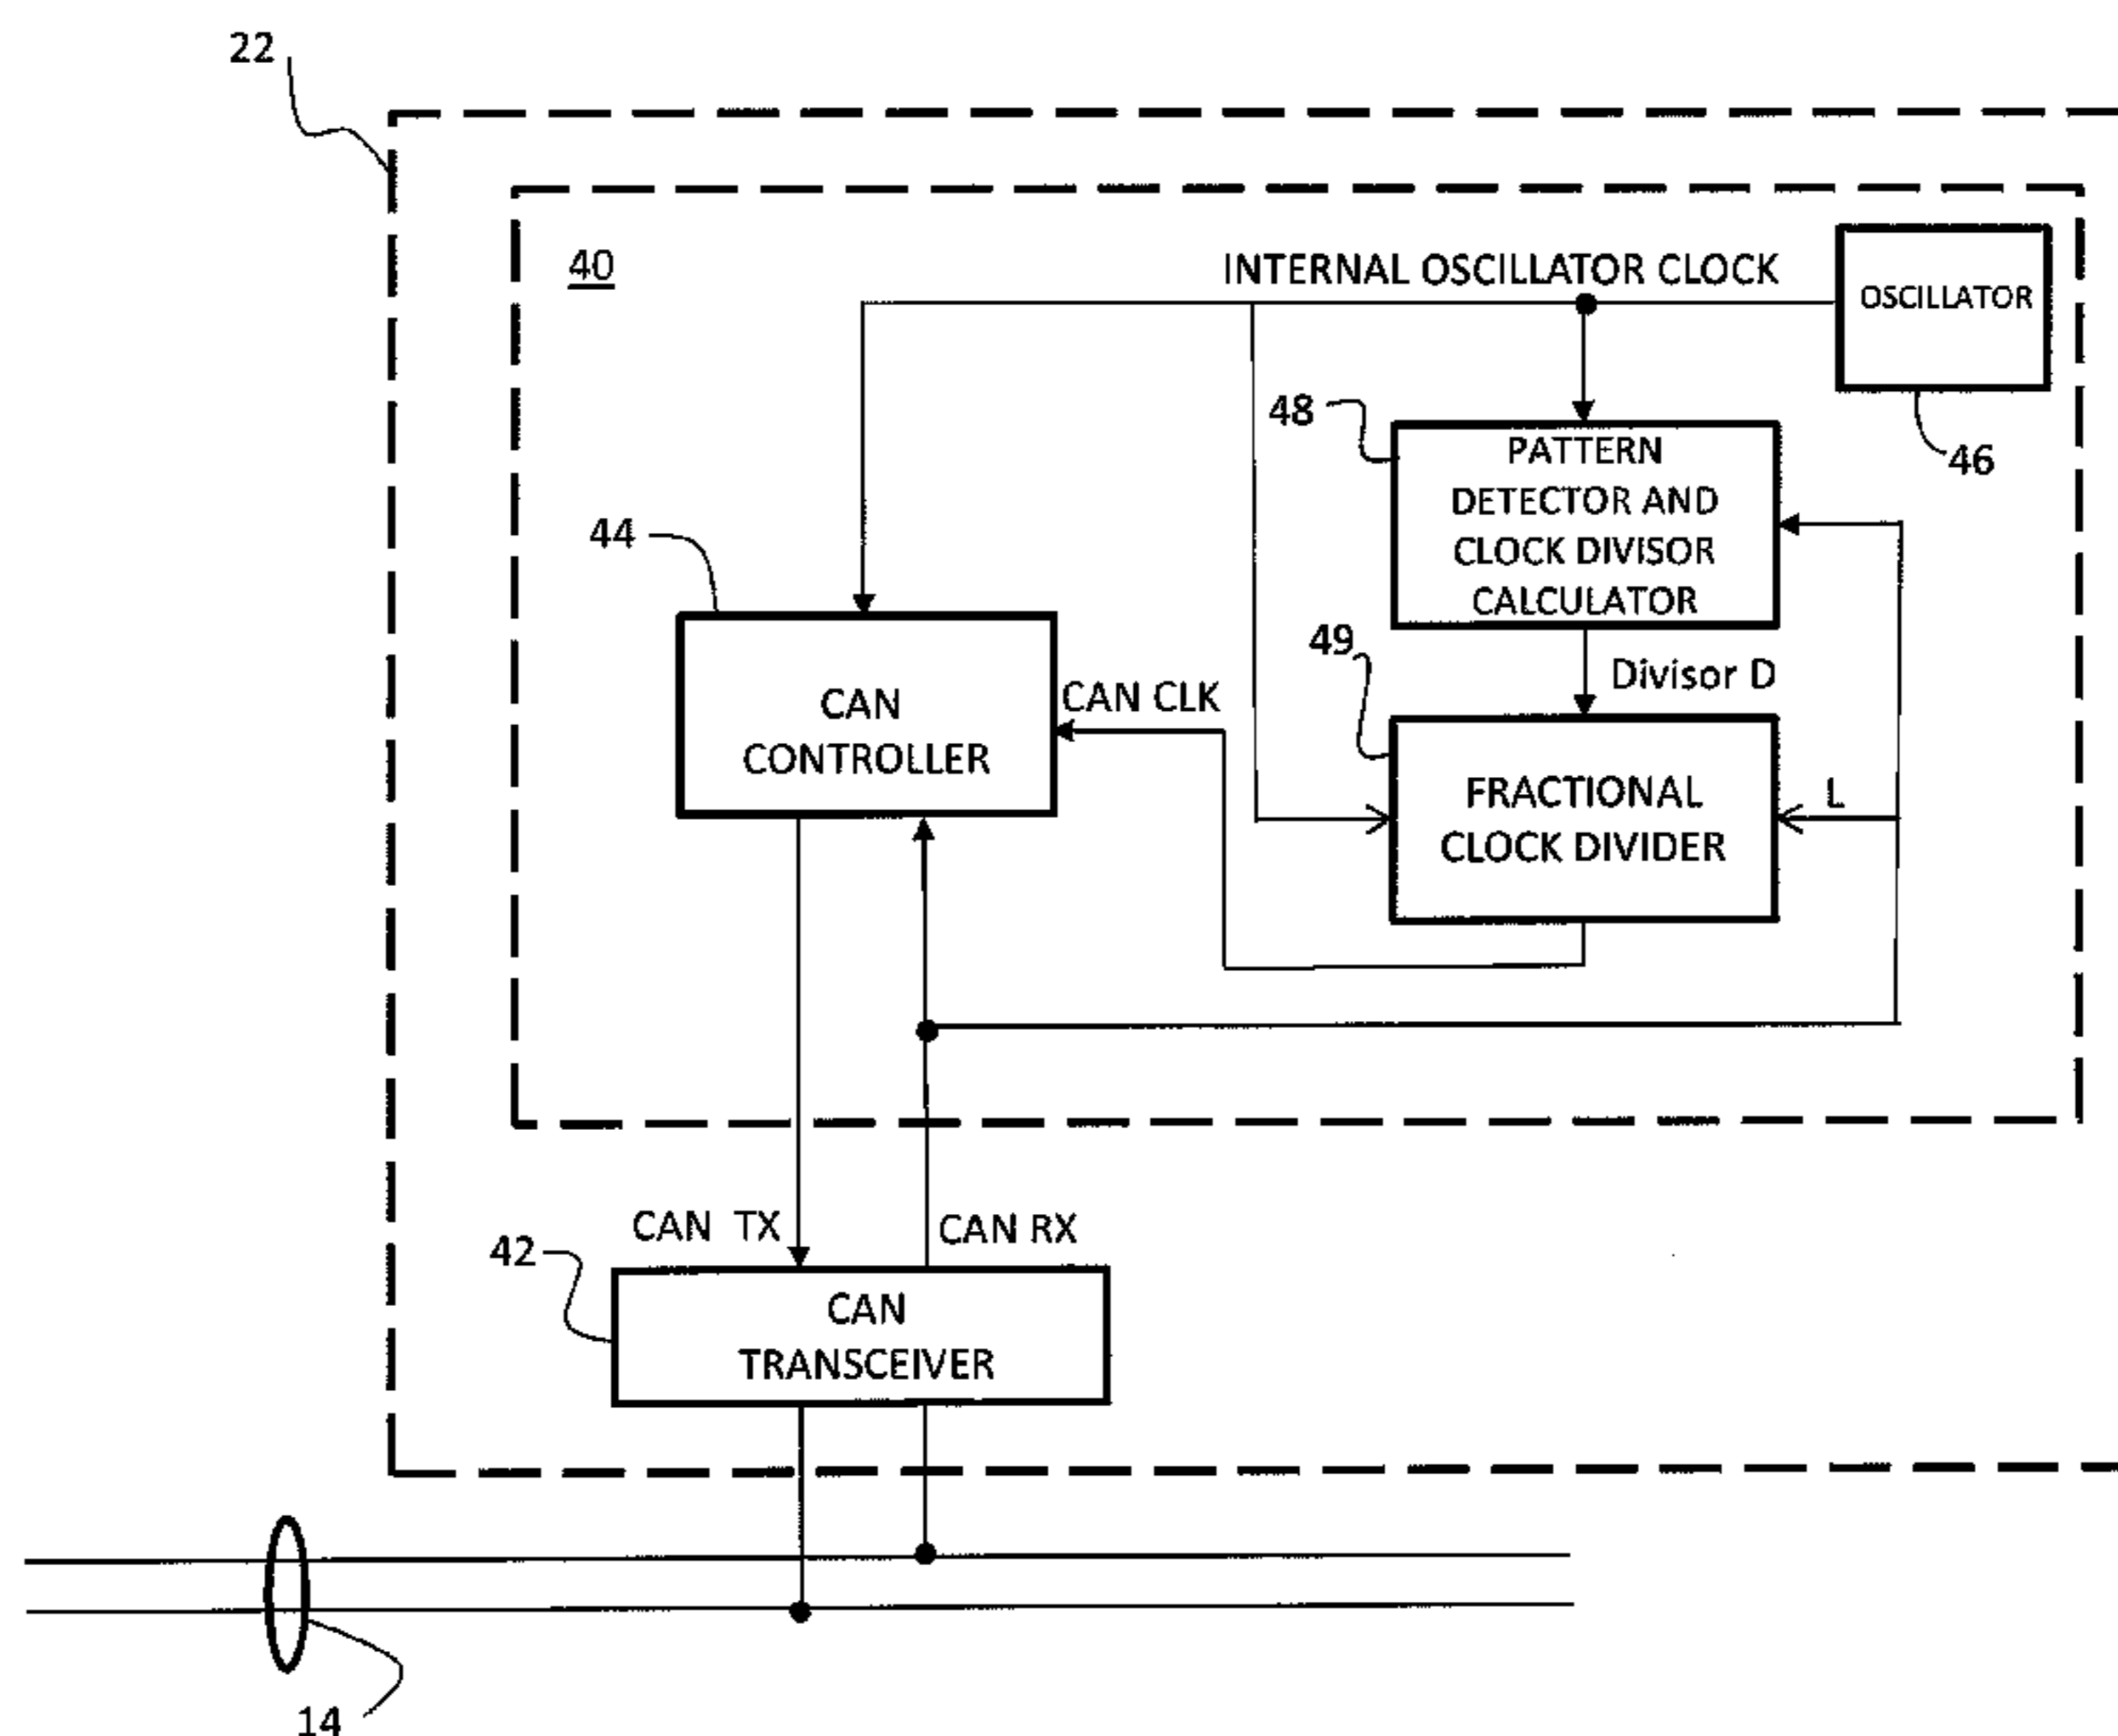 22
40
INTERNAL OSCILLATOR CLOCK
OSCILLATOR
48
PATTERN
DETECTOR AND
CLOCK DIVISOR
CALCULATOR
46
44
49
Divisor D
CAN
CONTROLLER
CAN CLK
FRACTIONAL
CLOCK DIVIDER
L
CAN TX
CAN RX
42
CAN
TRANSCEIVER
14